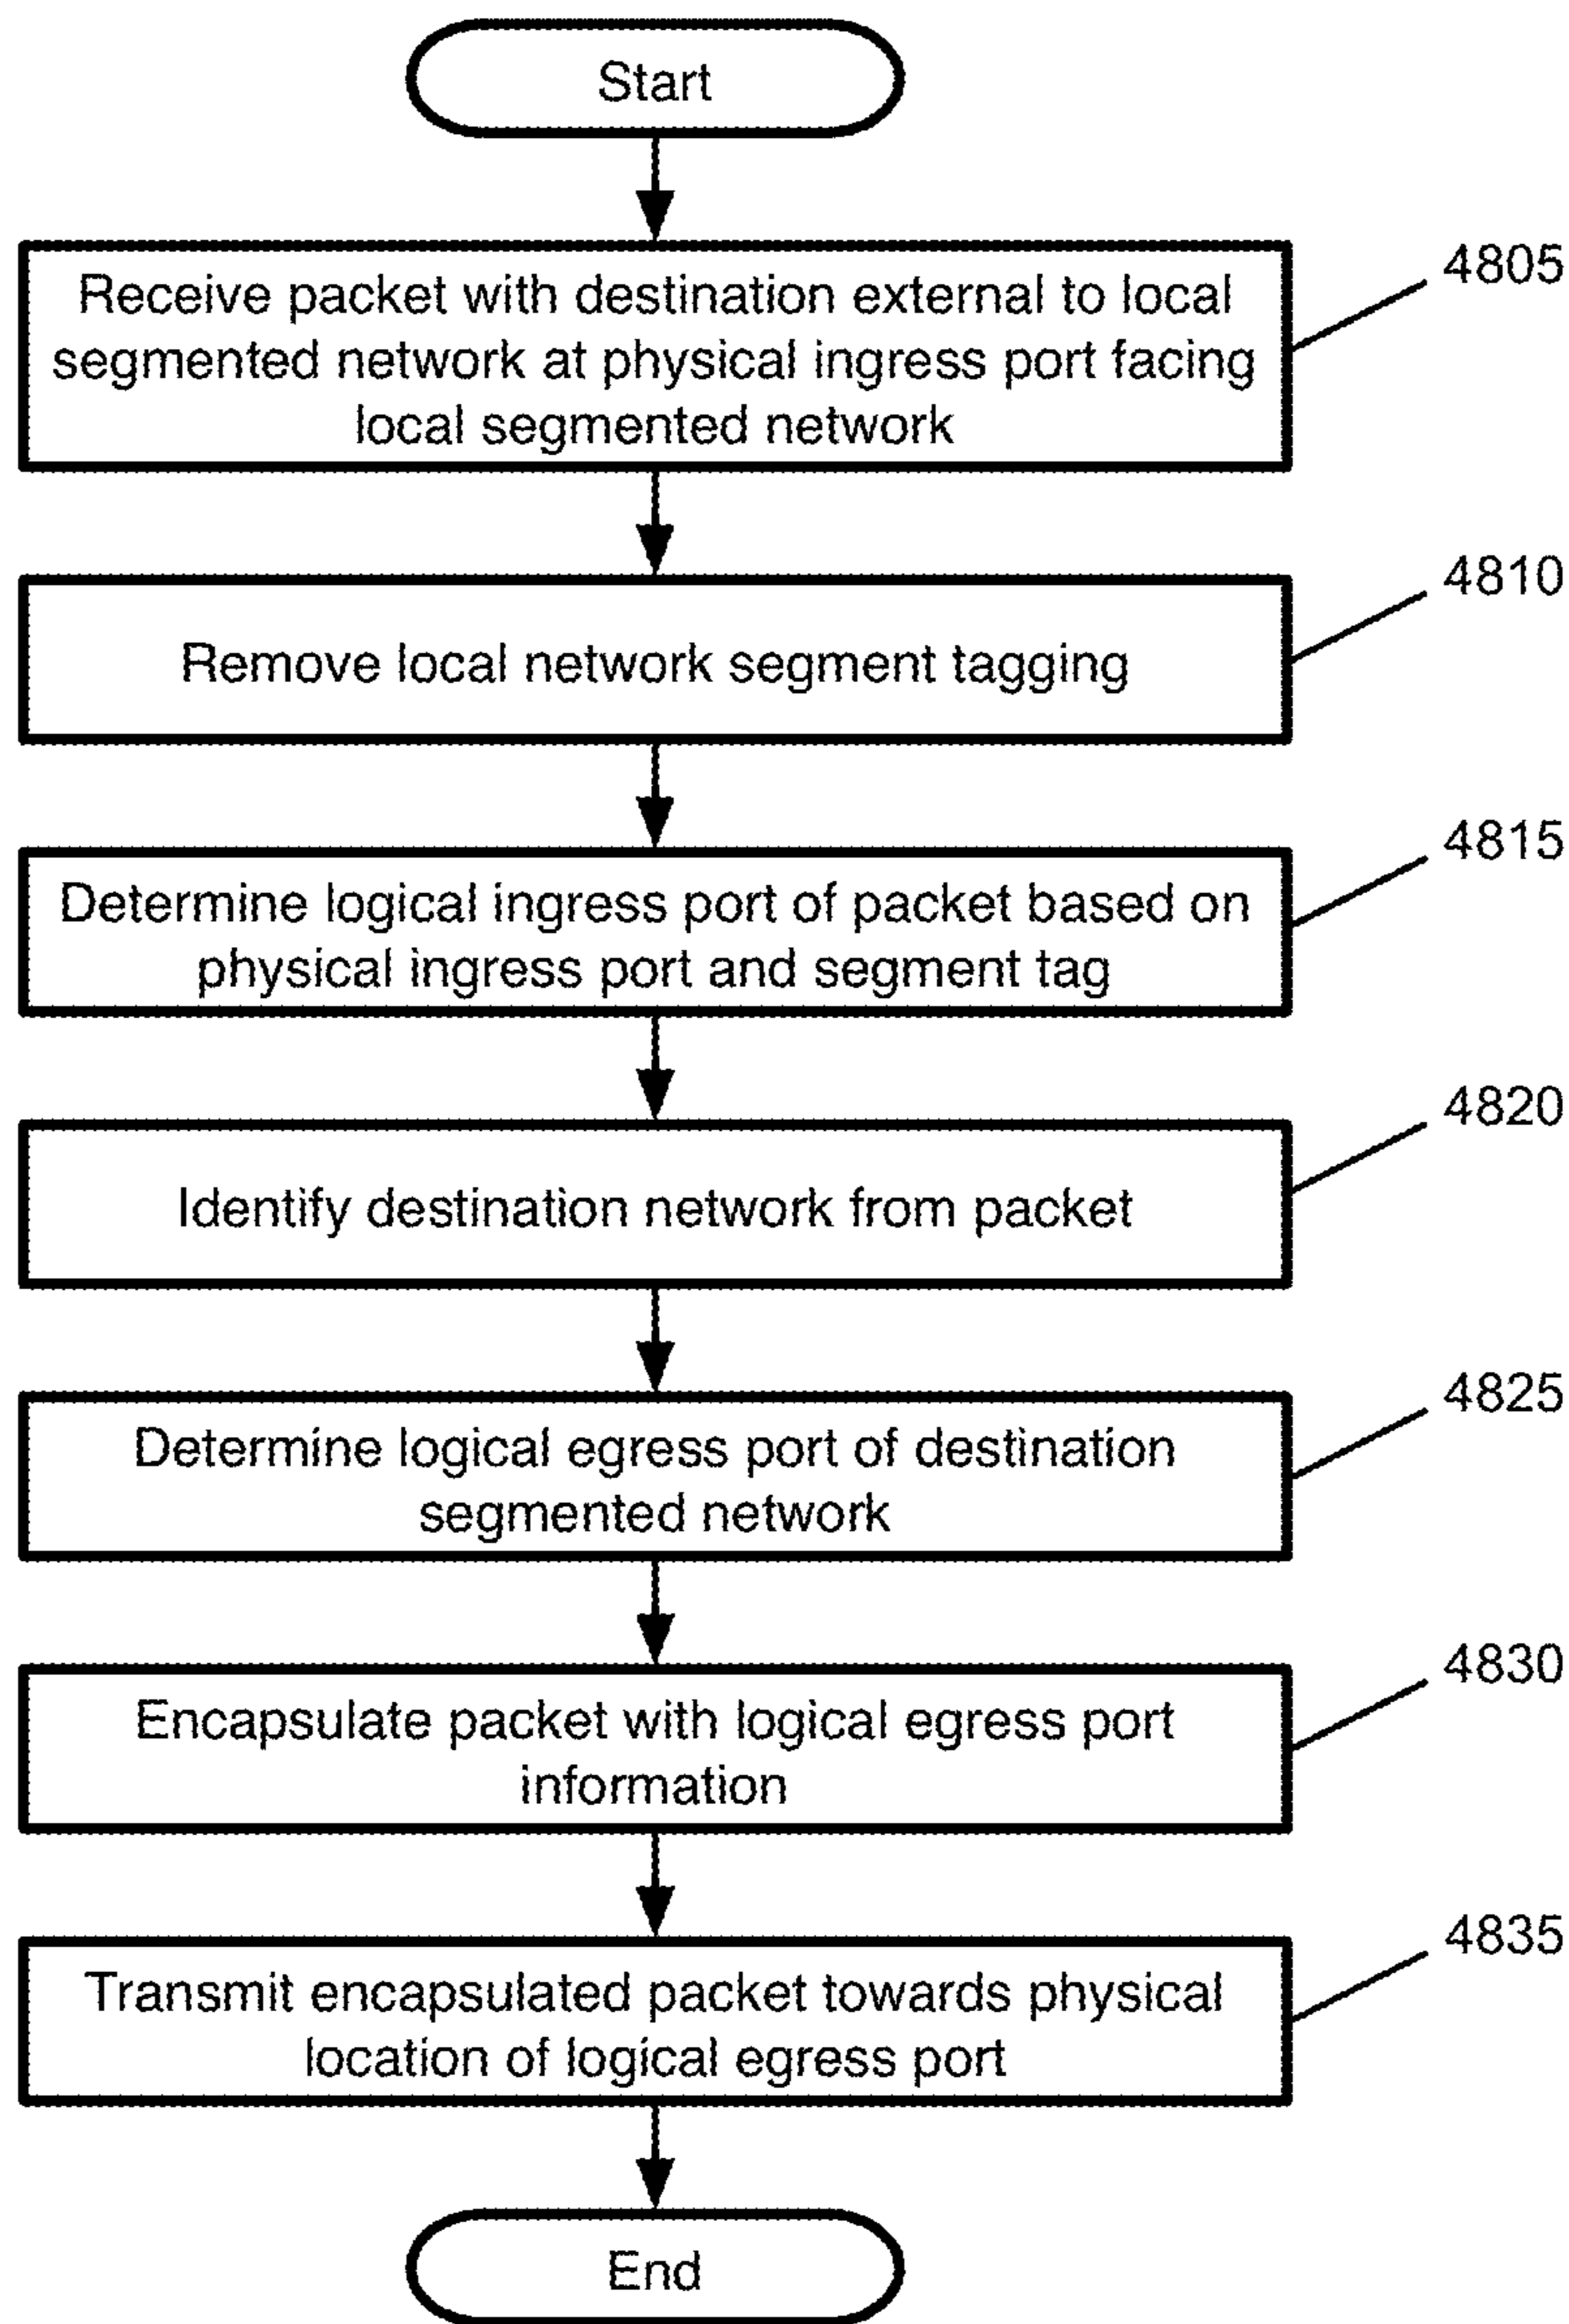 Start
Receive packet with destination external to local
segmented network at physical ingress port facing
local segmented network
4805
Remove local network segment tagging
4810
Determine logical ingress port of packet based on
physical ingress port and segment tag
4815
Identify destination network from packet
4820
Determine logical egress port of destination
segmented network
4825
Encapsulate packet with logical egress port
information
4830
Transmit encapsulated packet towards physical
location of logical egress port
4835
End